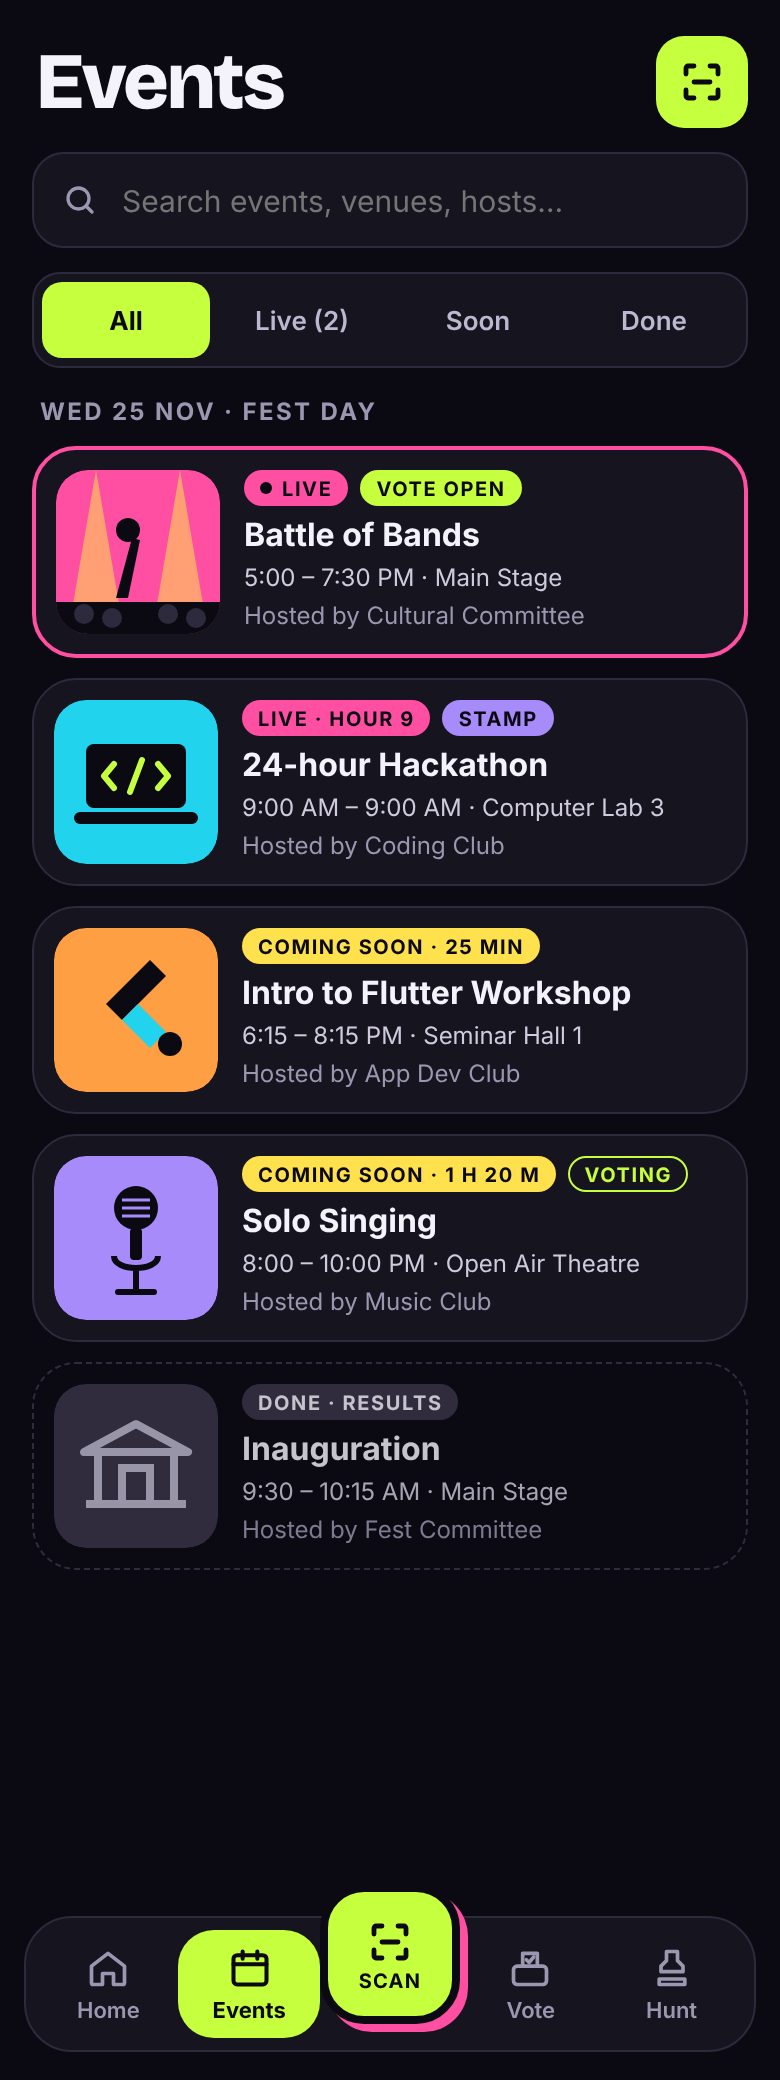 Events
Search events, venues, hosts...
All Live (2) Soon Done
WED 25 NOV · FEST DAY
LIVE VOTE OPEN
Battle of Bands
5:00 – 7:30 PM · Main Stage
Hosted by Cultural Committee
LIVE · HOUR 9 STAMP
24-hour Hackathon
9:00 AM – 9:00 AM · Computer Lab 3
Hosted by Coding Club
COMING SOON · 25 MIN
Intro to Flutter Workshop
6:15 – 8:15 PM · Seminar Hall 1
Hosted by App Dev Club
COMING SOON · 1 H 20 M VOTING
Solo Singing
8:00 – 10:00 PM · Open Air Theatre
Hosted by Music Club
DONE · RESULTS
Inauguration
9:30 – 10:15 AM · Main Stage
Hosted by Fest Committee
SCAN
Home Events Vote Hunt